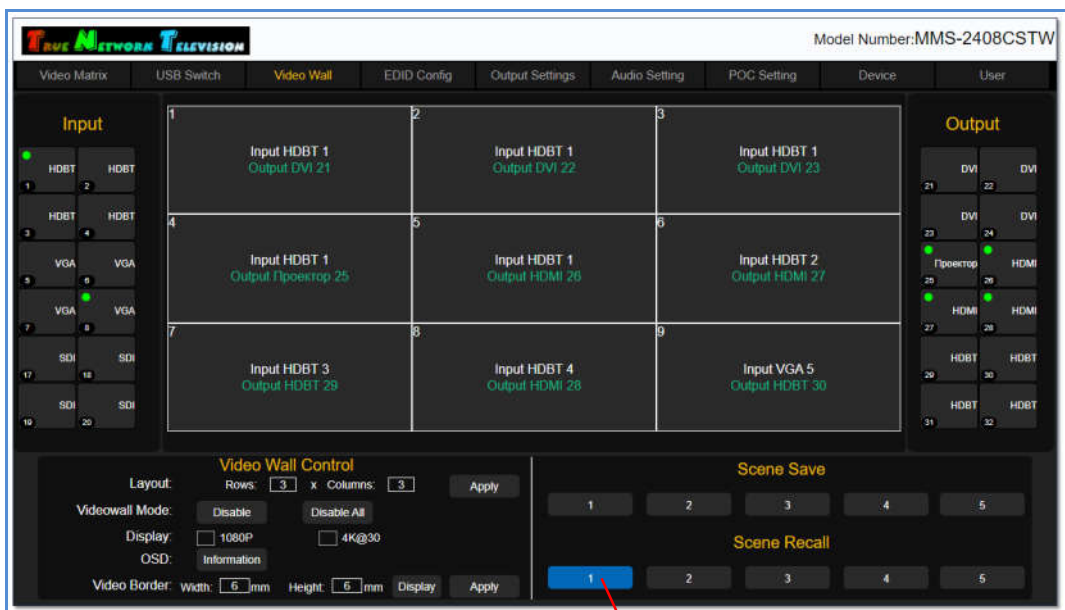 True Network Television
Model Number:MMS-2408CSTW
Video Matrix USB Switch Video Wall EDID Config Output Settings Audio Setting POC Setting Device User
Input
HDBT HDBT
1 2
HDBT HDBT
3 4
VGA VGA
5 6
VGA VGA
7 8
SDI SDI
17 18
SDI SDI
19 20
1 2 3
Input HDBT 1 Input HDBT 1 Input HDBT 1
Output DVI 21 Output DVI 22 Output DVI 23
4 5 6
Input HDBT 1 Input HDBT 1 Input HDBT 2
Output Проектор 25 Output HDMI 26 Output HDMI 27
7 8 9
Input HDBT 3 Input HDBT 4 Input VGA 5
Output HDBT 29 Output HDMI 28 Output HDBT 30
Output
DVI DVI
21 22
DVI DVI
23 24
Проектор HDMI
25 26
HDMI HDMI
27 28
HDBT HDBT
29 30
HDBT HDBT
31 32
Video Wall Control
Layout: Rows: 3 x Columns: 3 Apply
Videowall Mode: Disable Disable All
Display: 1080P 4K@30
OSD: Information
Video Border: Width: 6 mm Height: 6 mm Display Apply
Scene Save
1 2 3 4 5
Scene Recall
1 2 3 4 5